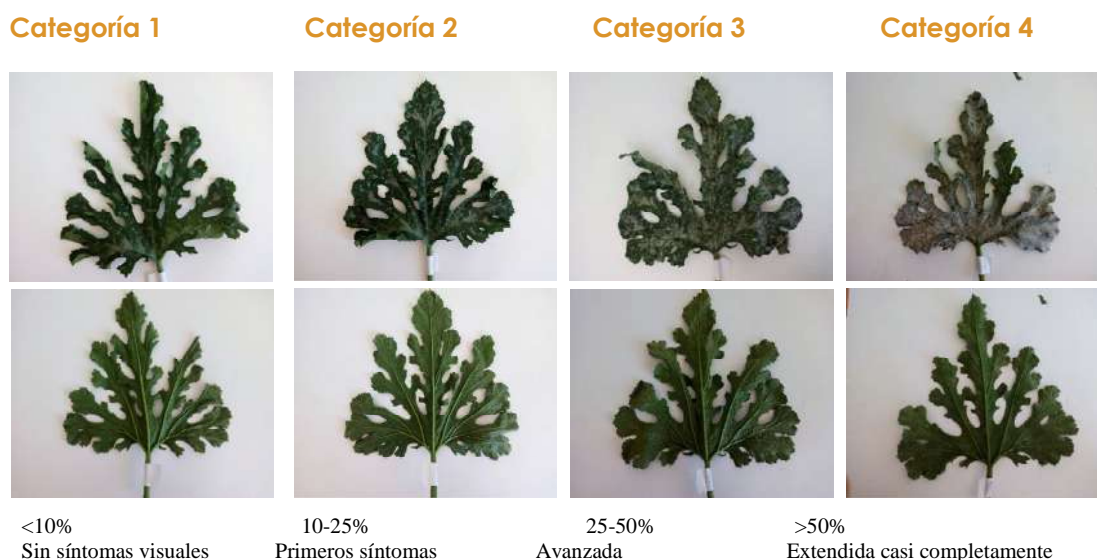 Categoría 1 Categoría 2 Categoría 3 Categoría 4
<10% 10-25% 25-50% >50%
Sin síntomas visuales Primeros síntomas Avanzada Extendida casi completamente